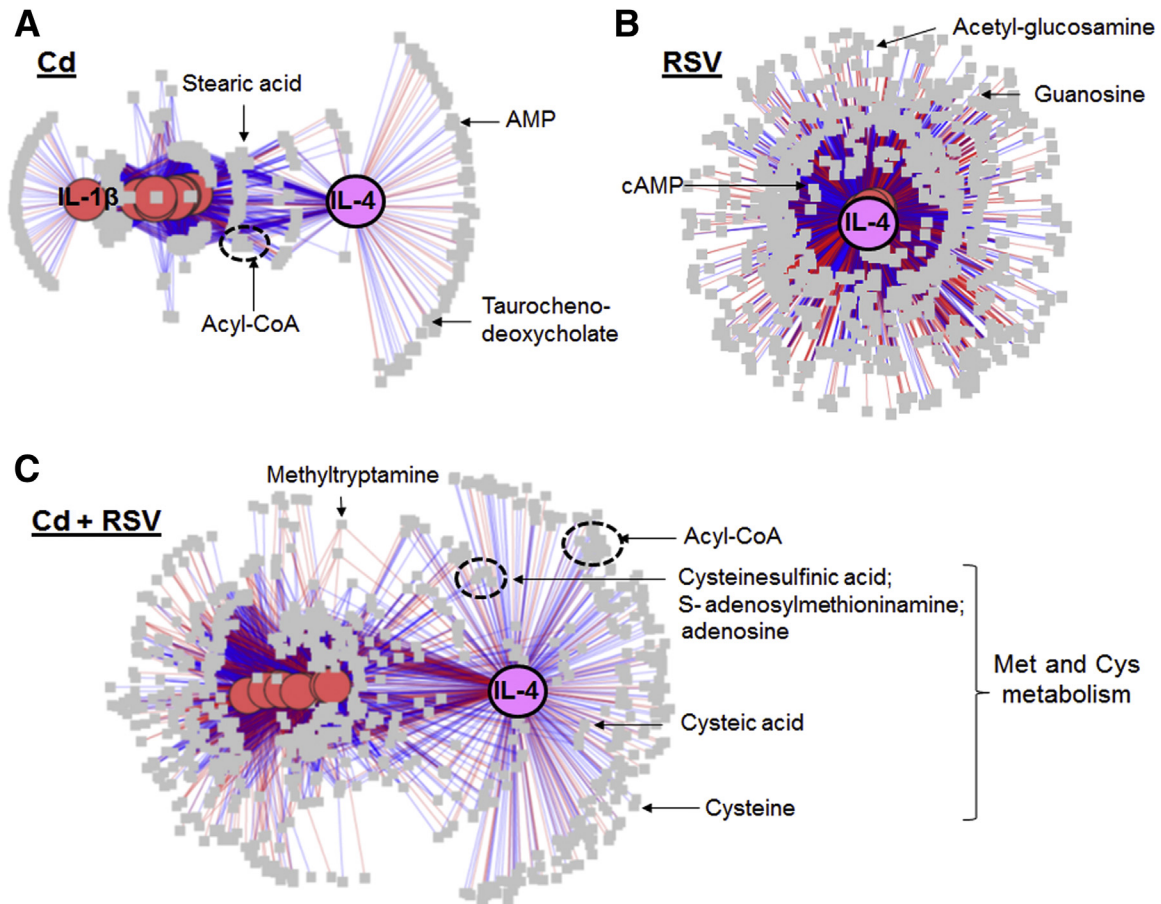 A
Cd
Stearic acid
AMP
IL-1β
IL-4
Acyl-CoA
Taurocheno-
deoxycholate
B
RSV
Acetyl-glucosamine
Guanosine
cAMP
IL-4
C
Cd + RSV
Methyltryptamine
Acyl-CoA
Cysteinesulfinic acid;
S- adenosylmethioninamine;
adenosine
IL-4
Met and Cys
metabolism
Cysteic acid
Cysteine